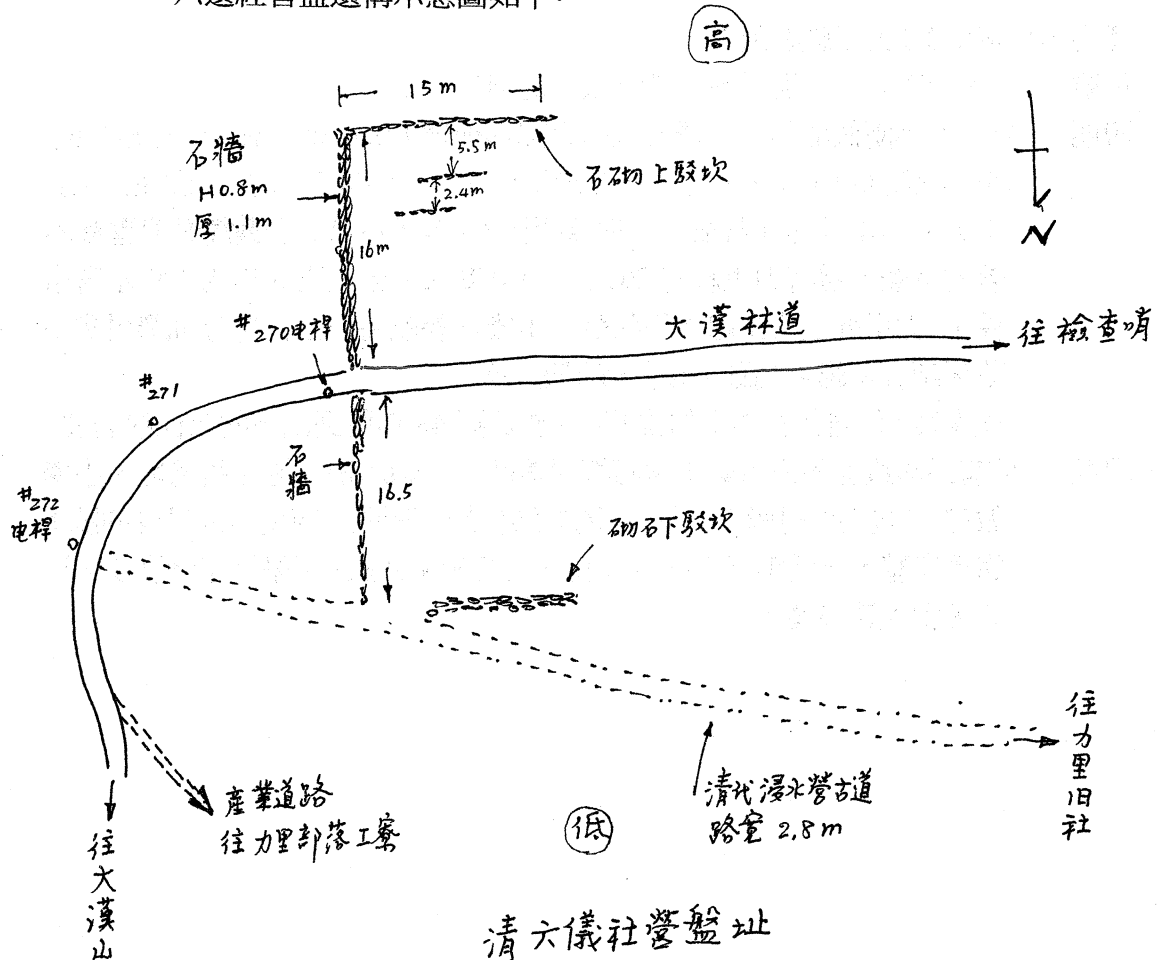 高
15m
5.5m
2.4m
石牆
H0.8m
厚1.1m
石砌上駁坎
16m
N
#270电桿
大漢林道
往檢查哨
#271
石牆
16.5
#272
电桿
砌石下駁坎
往力里旧社
清代浸水營古道
路寬2.8m
產業道路
往力里部落工寮
低
往大漢山
清六儀社營盤址